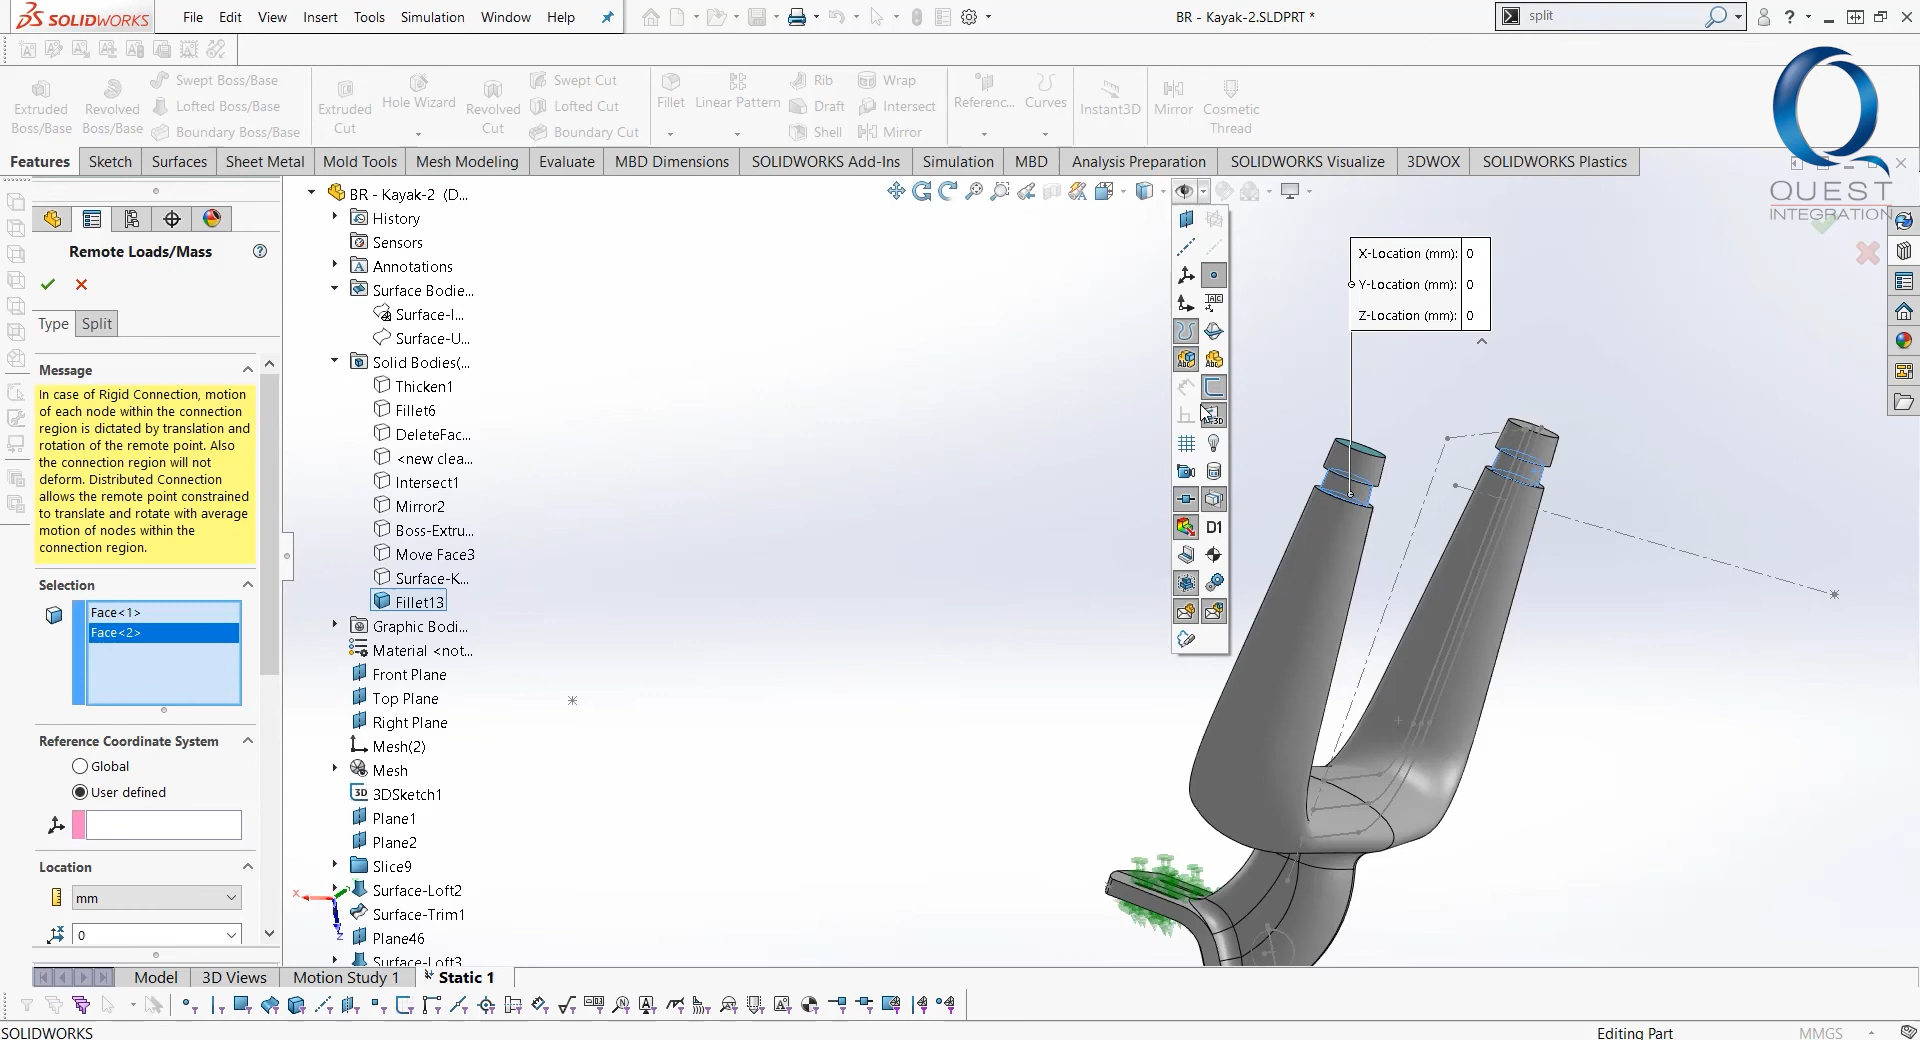 SOLIDWORKS
File Edit View Insert Tools Simulation Window Help
BR - Kayak-2.SLDPRT *
split
Extruded Boss/Base
Revolved Boss/Base
Swept Boss/Base
Lofted Boss/Base
Boundary Boss/Base
Extruded Cut
Hole Wizard
Revolved Cut
Swept Cut
Lofted Cut
Boundary Cut
Fillet
Linear Pattern
Rib
Draft
Shell
Wrap
Intersect
Mirror
Referenc...
Curves
Instant3D
Mirror
Cosmetic Thread
Features Sketch Surfaces Sheet Metal Mold Tools Mesh Modeling Evaluate MBD Dimensions SOLIDWORKS Add-Ins Simulation MBD Analysis Preparation SOLIDWORKS Visualize 3DWOX SOLIDWORKS Plastics
QUEST
INTEGRATION
Remote Loads/Mass
Type Split
Message
In case of Rigid Connection, motion
of each node within the connection
region is dictated by translation and
rotation of the remote point. Also
the connection region will not
deform. Distributed Connection
allows the remote point constrained
to translate and rotate with average
motion of nodes within the
connection region.
Selection
Face<1>
Face<2>
Reference Coordinate System
Global
User defined
Location
mm
0
BR - Kayak-2 (D...
History
Sensors
Annotations
Surface Bodie...
Surface-I...
Surface-U...
Solid Bodies(...
Thicken1
Fillet6
DeleteFac...
<new clea...
Intersect1
Mirror2
Boss-Extru...
Move Face3
Surface-K...
Fillet13
Graphic Bodi...
Material <not...
Front Plane
Top Plane
Right Plane
Mesh(2)
Mesh
3DSketch1
Plane1
Plane2
Slice9
Surface-Loft2
Surface-Trim1
Plane46
Surface-Loft3
X-Location (mm): 0
Y-Location (mm): 0
Z-Location (mm): 0
D1
Model 3D Views Motion Study 1 Static 1
SOLIDWORKS
Editing Part
MMGS